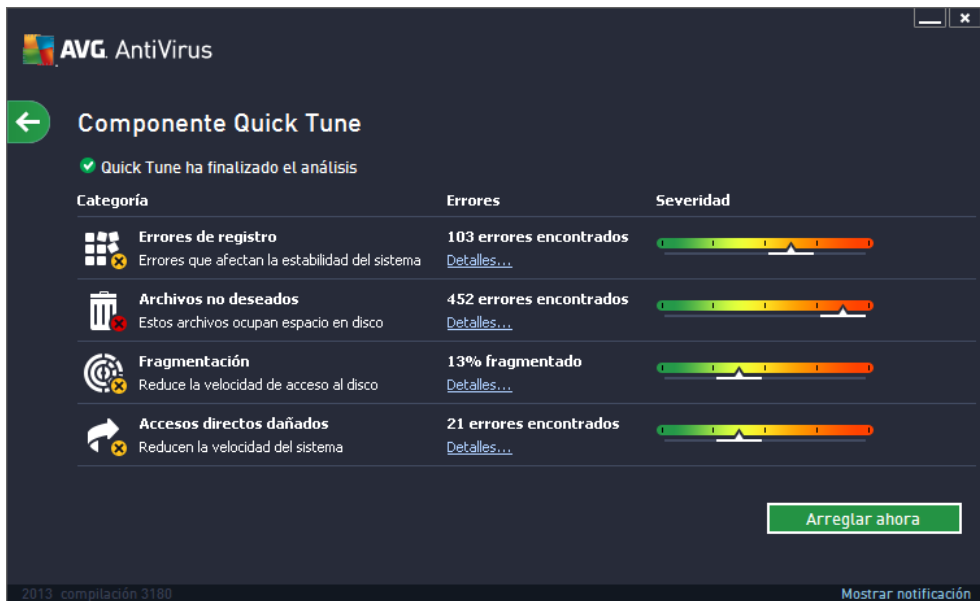 AVG. AntiVirus
Componente Quick Tune
Quick Tune ha finalizado el análisis
Categoría Errores Severidad
Errores de registro 103 errores encontrados
Errores que afectan la estabilidad del sistema Detalles...
Archivos no deseados 452 errores encontrados
Estos archivos ocupan espacio en disco Detalles...
Fragmentación 13% fragmentado
Reduce la velocidad de acceso al disco Detalles...
Accesos directos dañados 21 errores encontrados
Reducen la velocidad del sistema Detalles...
Arreglar ahora
2013 compilación 3180 Mostrar notificación